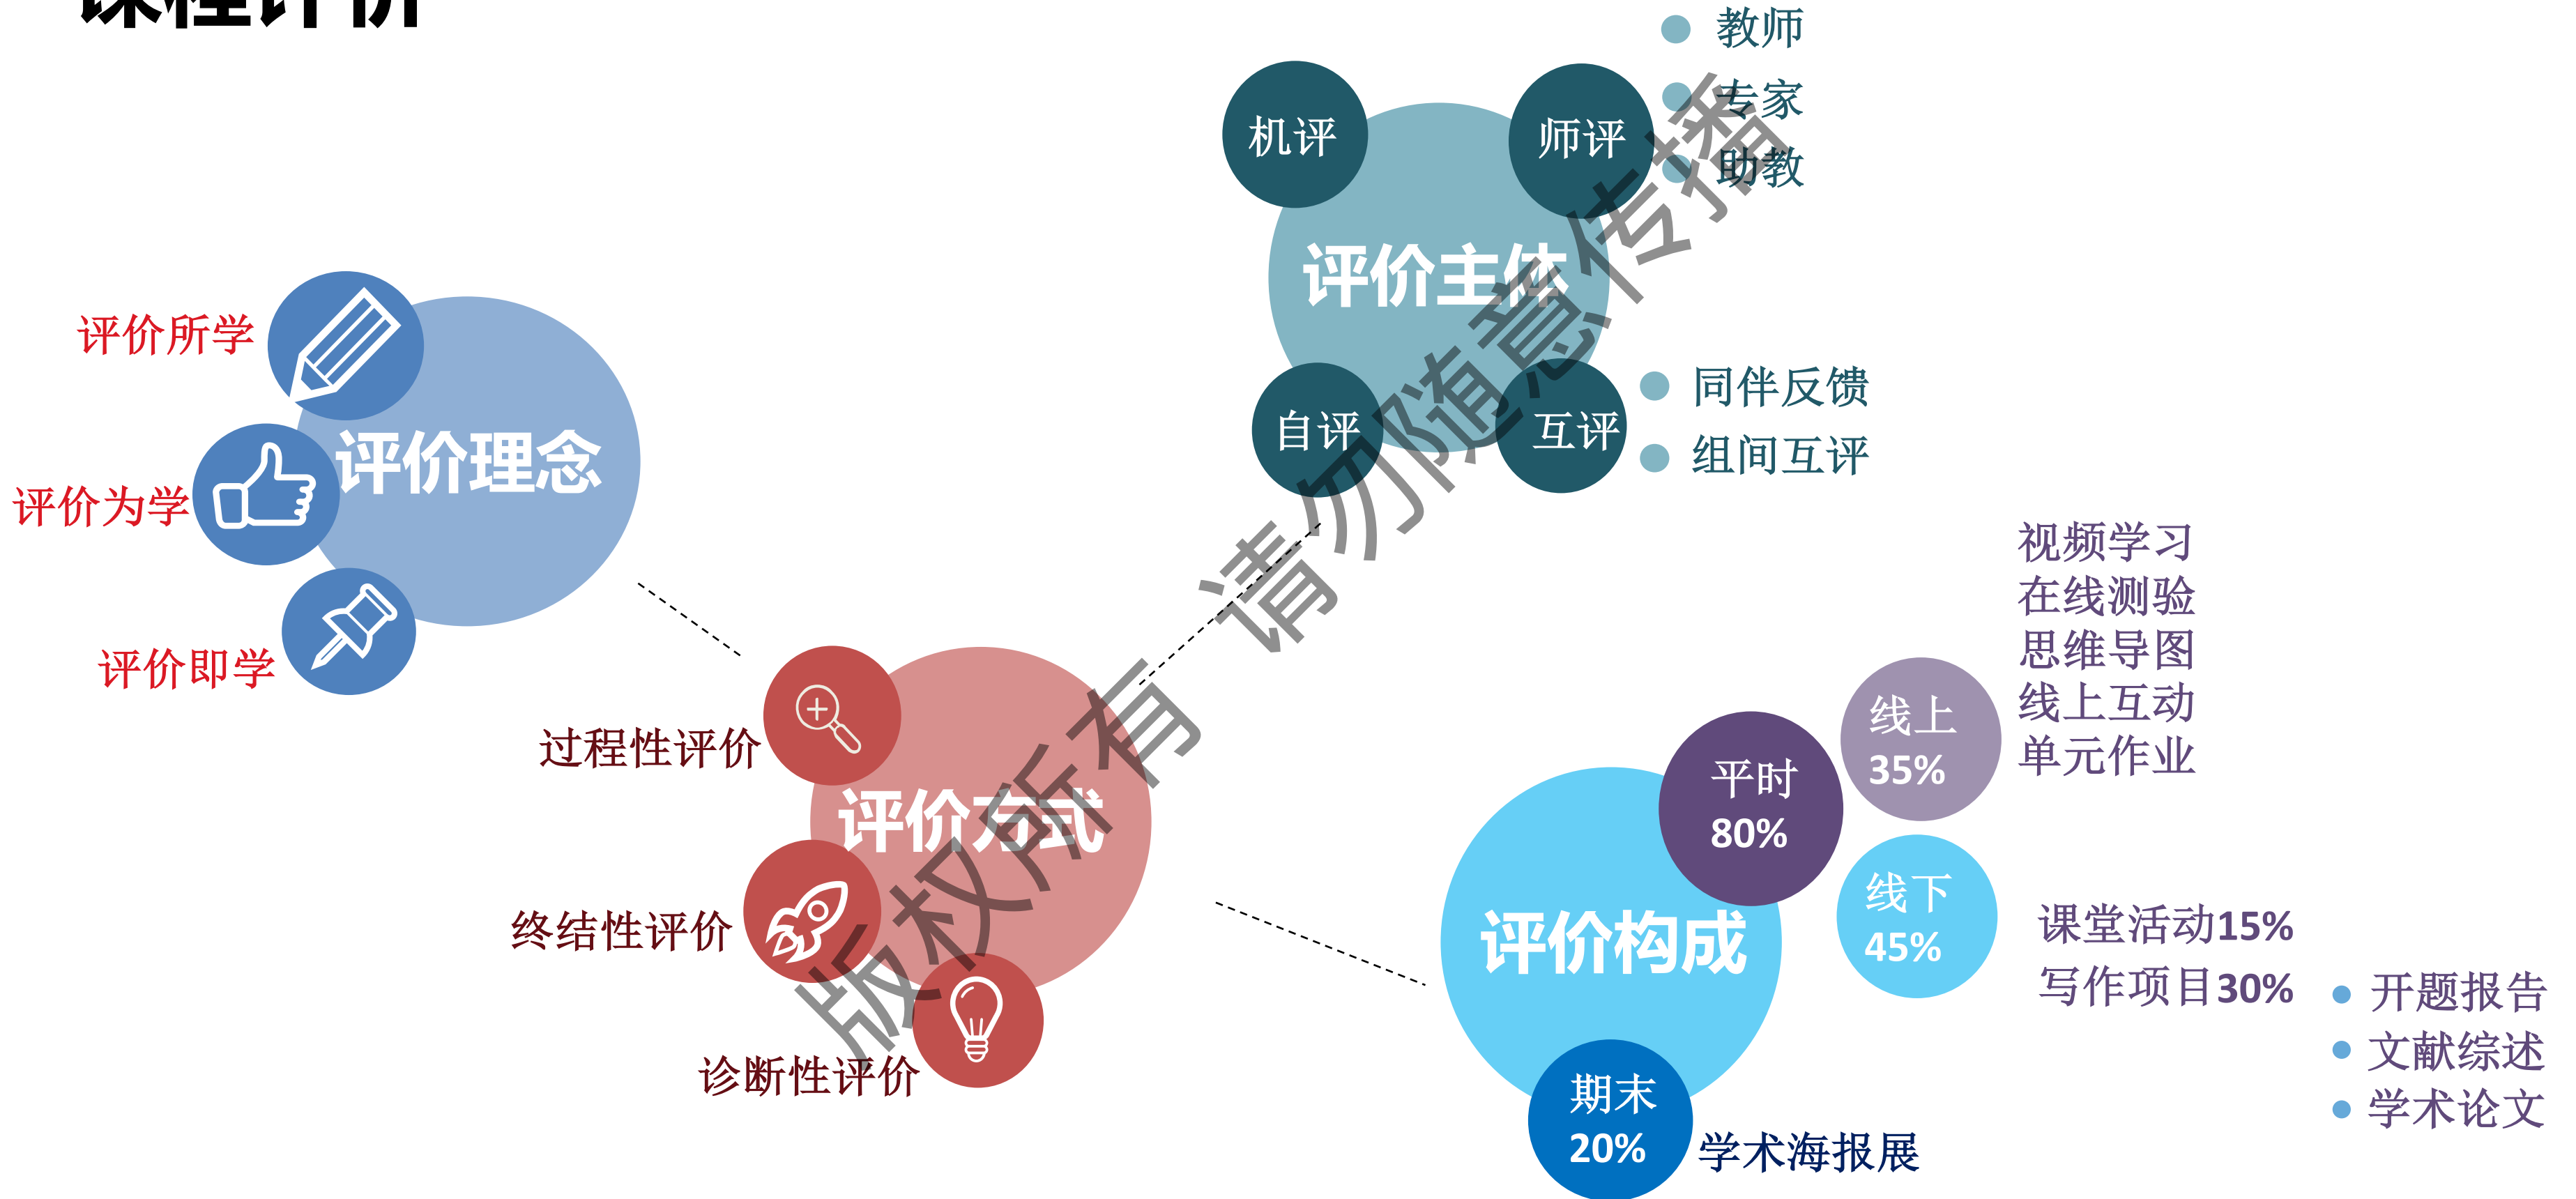 课程评价
评价所学
评价为学
评价即学
评价理念
过程性评价
终结性评价
诊断性评价
评价方式
机评
师评
教师
专家
助教
评价主体
自评
互评
同伴反馈
组间互评
评价构成
平时
80%
线上
35%
视频学习
在线测验
思维导图
线上互动
单元作业
线下
45%
课堂活动15%
写作项目30%
开题报告
文献综述
学术论文
期末
20%
学术海报展
版权所有 请勿随意传播